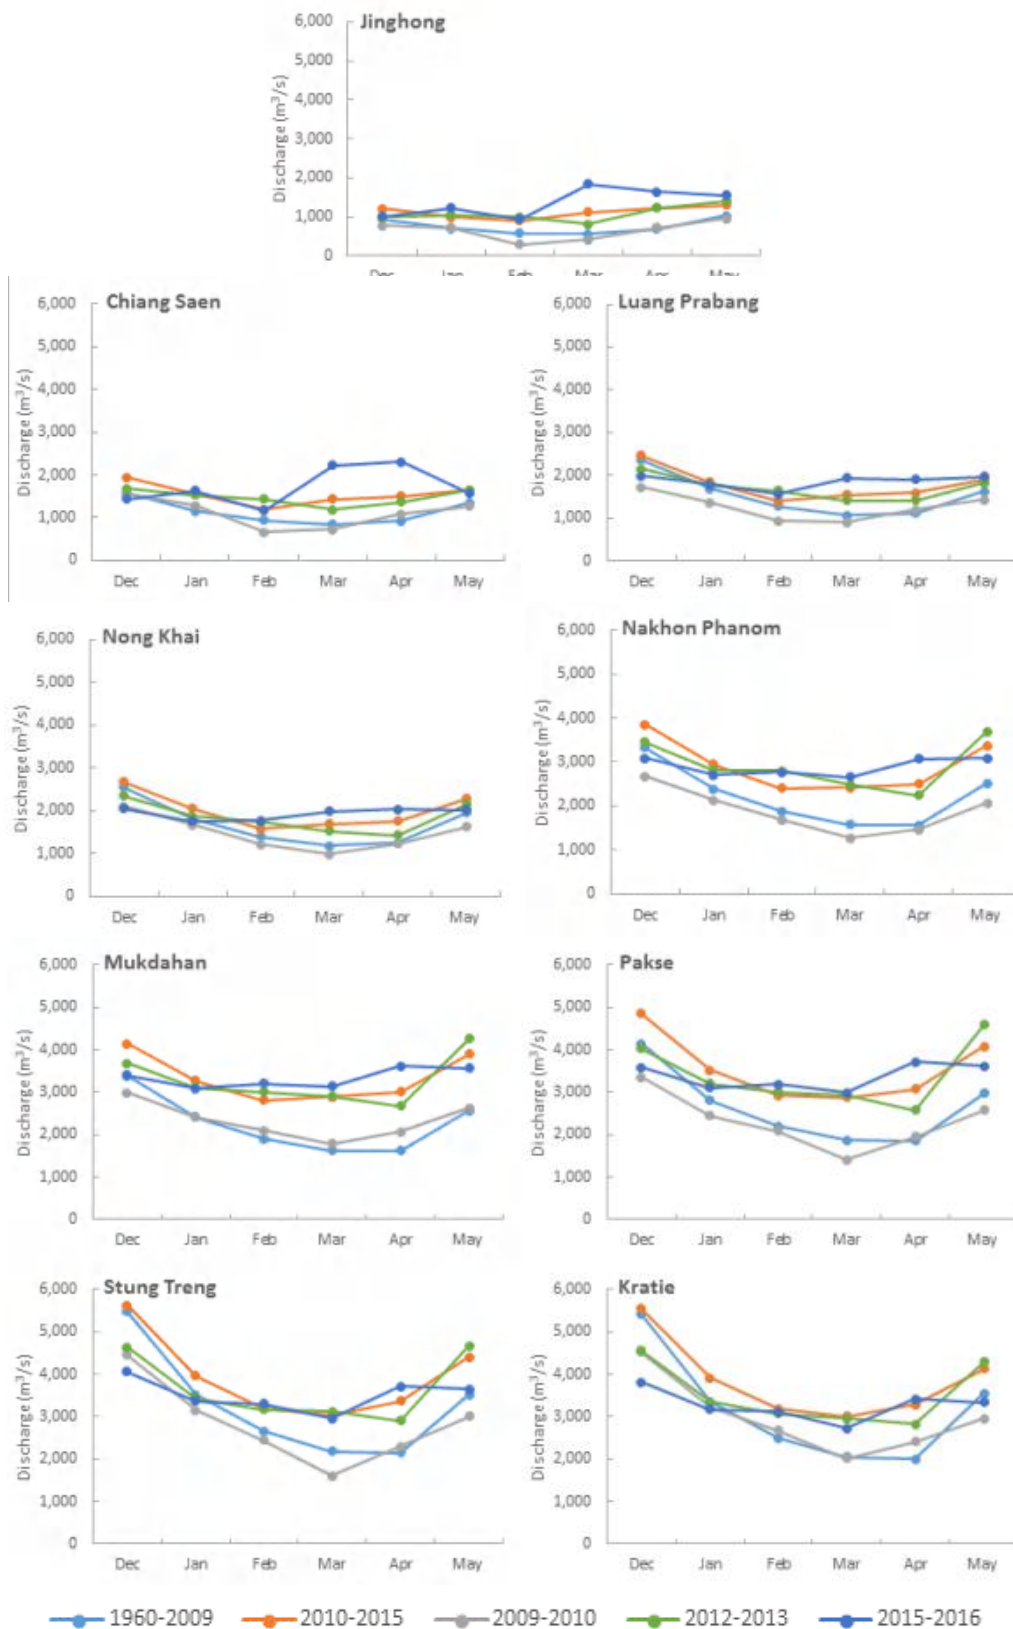 Jinghong
Discharge (m³/s)
6,000
5,000
4,000
3,000
2,000
1,000
0
Dec Jan Feb Mar Apr May
Chiang Saen
Discharge (m³/s)
6,000
5,000
4,000
3,000
2,000
1,000
0
Dec Jan Feb Mar Apr May
Luang Prabang
Discharge (m³/s)
6,000
5,000
4,000
3,000
2,000
1,000
0
Dec Jan Feb Mar Apr May
Nong Khai
Discharge (m³/s)
6,000
5,000
4,000
3,000
2,000
1,000
0
Dec Jan Feb Mar Apr May
Nakhon Phanom
Discharge (m³/s)
6,000
5,000
4,000
3,000
2,000
1,000
0
Dec Jan Feb Mar Apr May
Mukdahan
Discharge (m³/s)
6,000
5,000
4,000
3,000
2,000
1,000
0
Dec Jan Feb Mar Apr May
Pakse
Discharge (m³/s)
6,000
5,000
4,000
3,000
2,000
1,000
0
Dec Jan Feb Mar Apr May
Stung Treng
Discharge (m³/s)
6,000
5,000
4,000
3,000
2,000
1,000
0
Dec Jan Feb Mar Apr May
Kratie
Discharge (m³/s)
6,000
5,000
4,000
3,000
2,000
1,000
0
Dec Jan Feb Mar Apr May
1960-2009 2010-2015 2009-2010 2012-2013 2015-2016